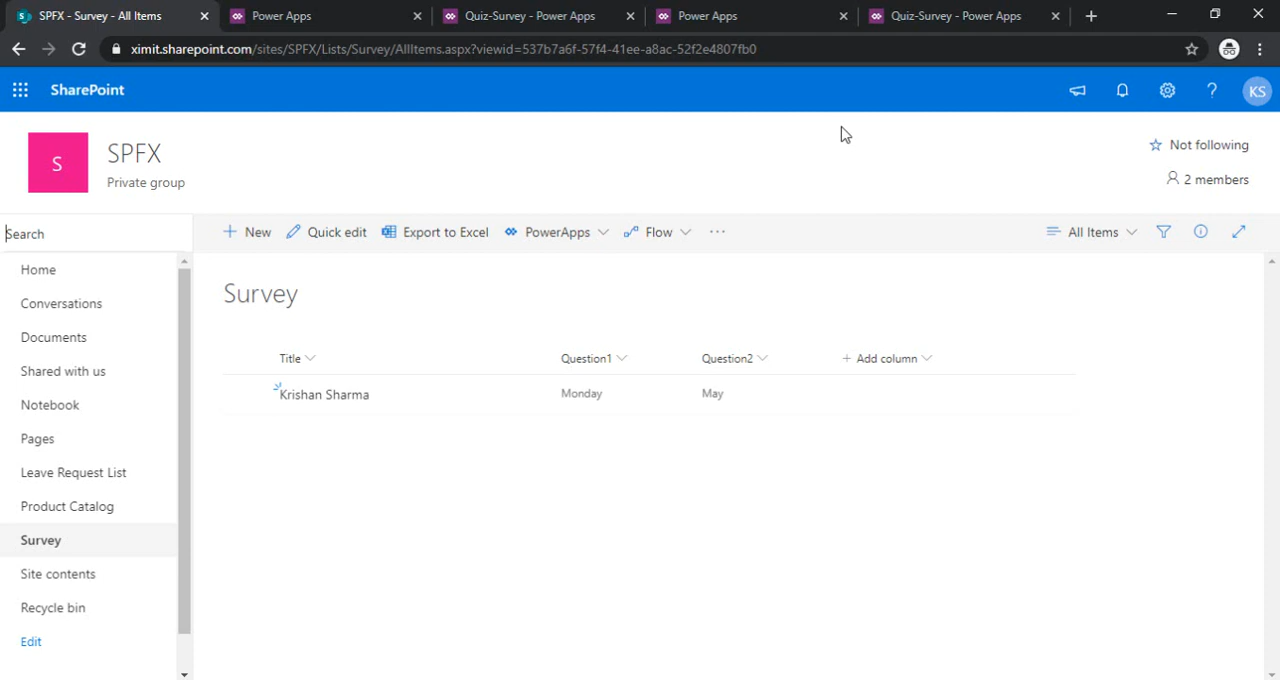 SPFX - Survey - All Items
Power Apps
Quiz-Survey - Power Apps
Power Apps
Quiz-Survey - Power Apps
ximit.sharepoint.com/sites/SPFX/Lists/Survey/AllItems.aspx?viewid=537b7a6f-57f4-41ee-a8ac-52f2e4807fb0
SharePoint
KS
S
SPFX
Private group
Not following
2 members
Search
New
Quick edit
Export to Excel
PowerApps
Flow
All Items
Home
Conversations
Documents
Shared with us
Notebook
Pages
Leave Request List
Product Catalog
Survey
Site contents
Recycle bin
Edit
Survey
Title
Question1
Question2
Add column
Krishan Sharma
Monday
May